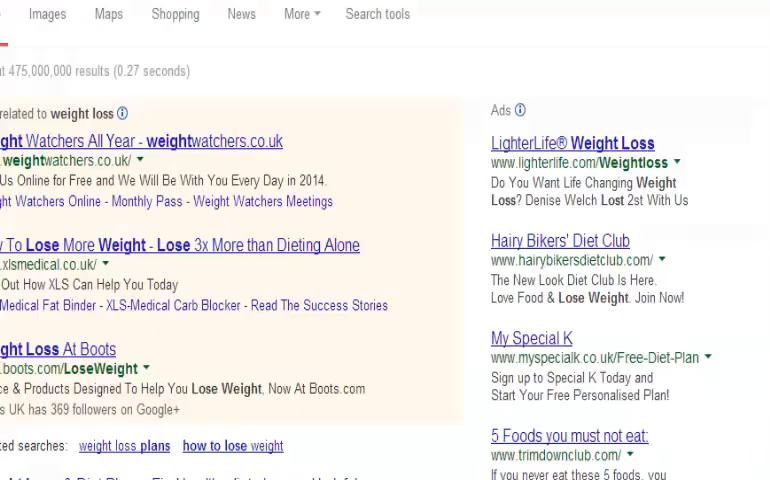 Images Maps Shopping News More Search tools
475,000,000 results (0.27 seconds)
related to weight loss
Watchers All Year - weightwatchers.co.uk
.weightwatchers.co.uk/
Us Online for Free and We Will Be With You Every Day in 2014.
Watchers Online - Monthly Pass - Weight Watchers Meetings
To Lose More Weight - Lose 3x More than Dieting Alone
.xlsmedical.co.uk/
Out How XLS Can Help You Today
Medical Fat Binder - XLS-Medical Carb Blocker - Read The Success Stories
Loss At Boots
.boots.com/LoseWeight
& Products Designed To Help You Lose Weight, Now At Boots.com
UK has 369 followers on Google+
searches: weight loss plans how to lose weight
Ads
LighterLife® Weight Loss
www.lighterlife.com/Weightloss
Do You Want Life Changing Weight
Loss? Denise Welch Lost 2st With Us
Hairy Bikers' Diet Club
www.hairybikersdietclub.com/
The New Look Diet Club Is Here.
Love Food & Lose Weight. Join Now!
My Special K
www.myspecialk.co.uk/Free-Diet-Plan
Sign up to Special K Today and
Start Your Free Personalised Plan!
5 Foods you must not eat:
www.trimdownclub.com/
If you never eat these 5 foods, you